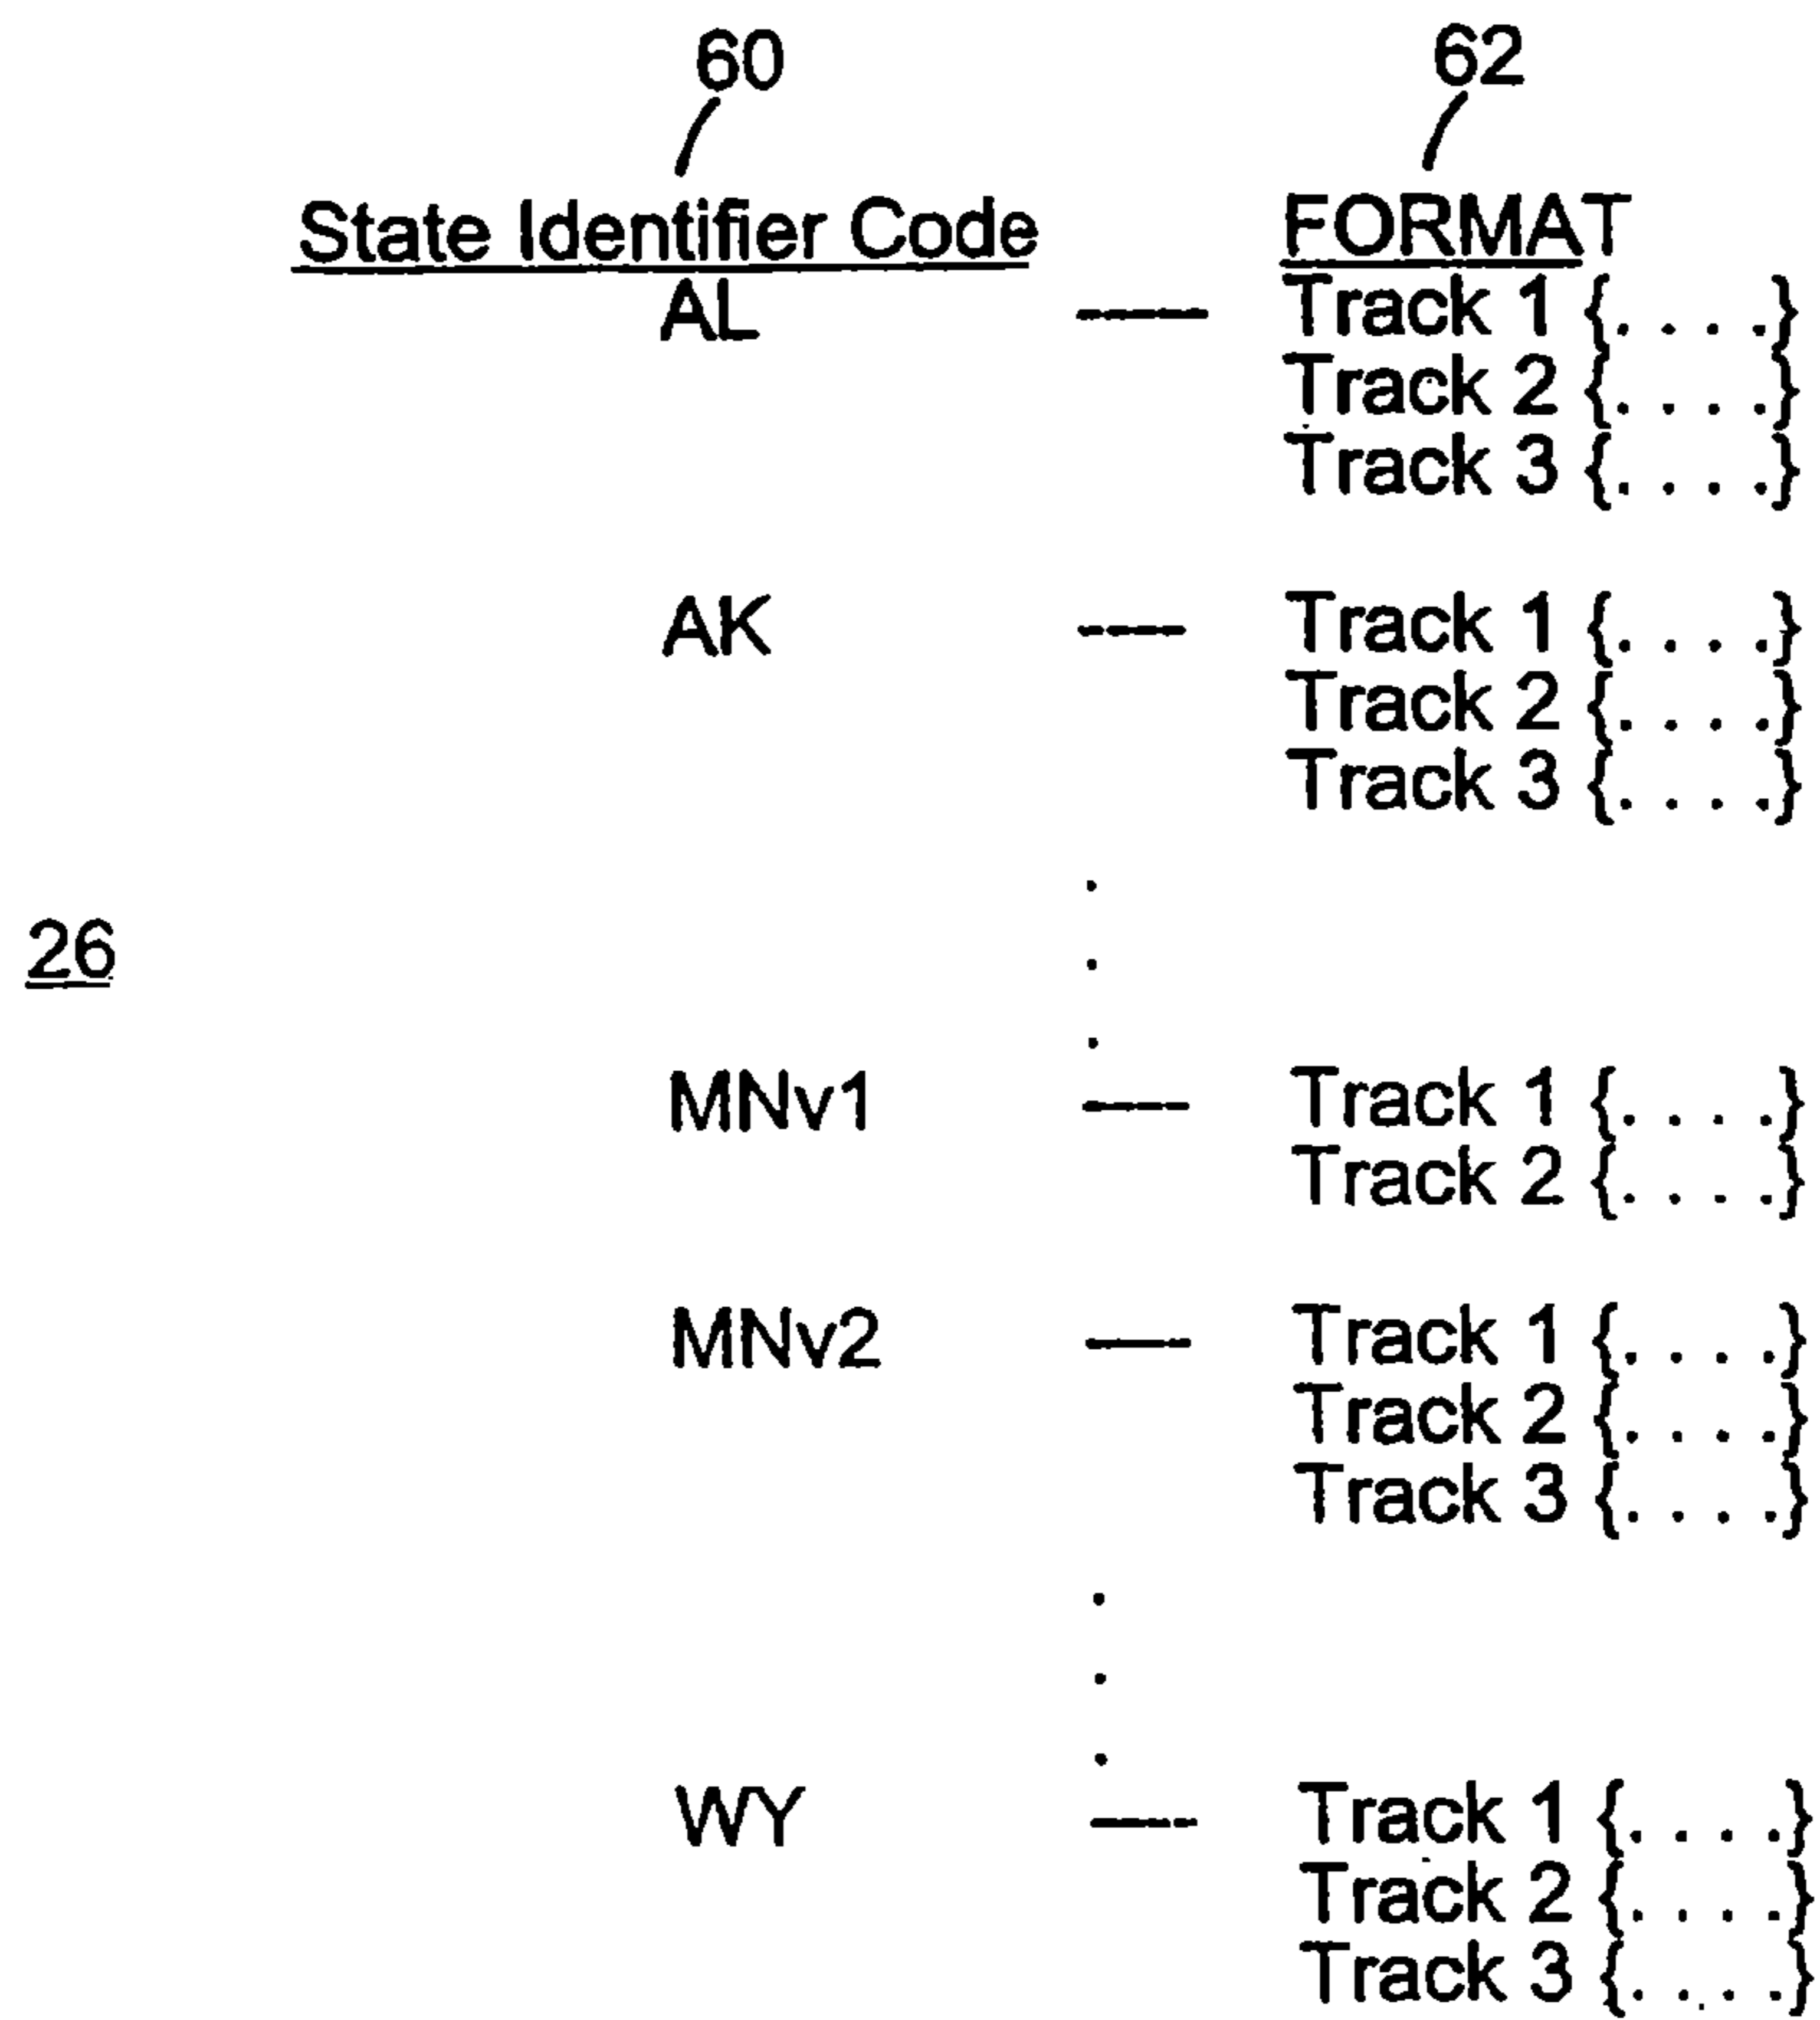 60 62
State Identifier Code FORMAT
AL — Track 1 {. . . .}
Track 2 {. . . .}
Track 3 {. . . .}
AK — Track 1 {. . . .}
Track 2 {. . . .}
Track 3 {. . . .}
.
26 .
.
MNv1 — Track 1 {. . . .}
Track 2 {. . . .}
MNv2 — Track 1 {. . . .}
Track 2 {. . . .}
Track 3 {. . . .}
.
.
.
WY — Track 1 {. . . .}
Track 2 {. . . .}
Track 3 {. . . .}